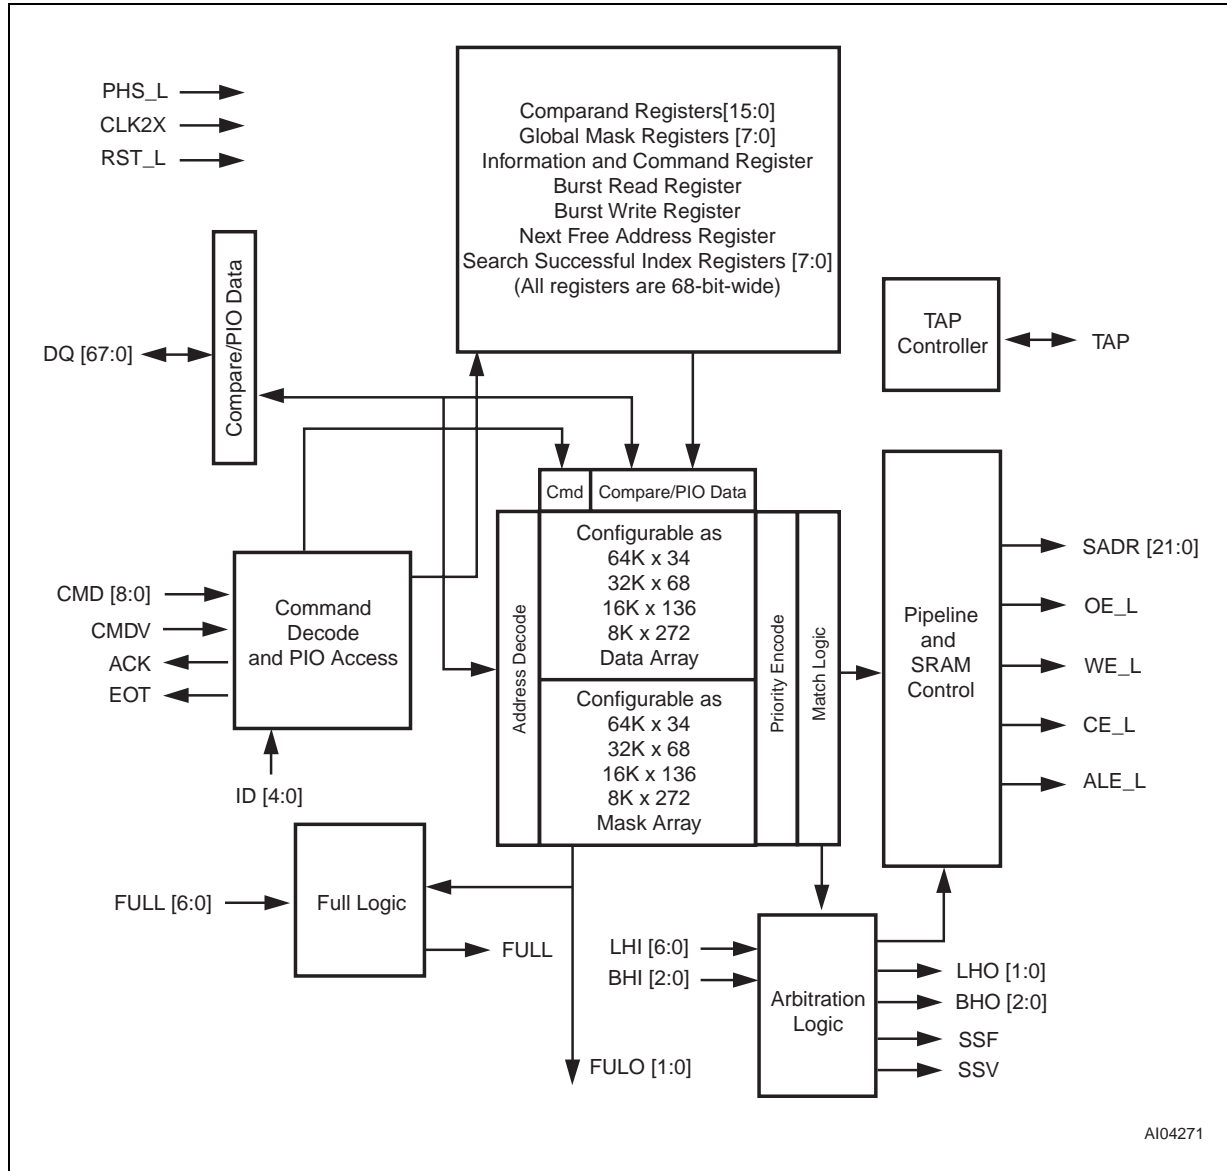 PHS_L
CLK2X
RST_L
Comparand Registers[15:0]
Global Mask Registers [7:0]
Information and Command Register
Burst Read Register
Burst Write Register
Next Free Address Register
Search Successful Index Registers [7:0]
(All registers are 68-bit-wide)
Compare/PIO Data
DQ [67:0]
TAP
Controller
TAP
Cmd
Compare/PIO Data
Address Decode
Configurable as
64K x 34
32K x 68
16K x 136
8K x 272
Data Array
Configurable as
64K x 34
32K x 68
16K x 136
8K x 272
Mask Array
Priority Encode
Match Logic
CMD [8:0]
CMDV
ACK
EOT
Command
Decode
and PIO Access
ID [4:0]
Pipeline
and
SRAM
Control
SADR [21:0]
OE_L
WE_L
CE_L
ALE_L
FULL [6:0]
Full Logic
FULL
FULO [1:0]
LHI [6:0]
BHI [2:0]
Arbitration
Logic
LHO [1:0]
BHO [2:0]
SSF
SSV
AI04271